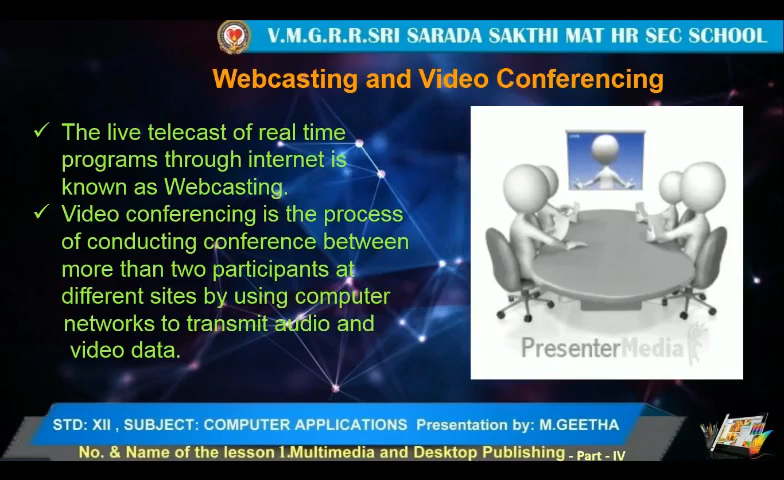 V.M.G.R.R.SRI SARADA SAKTHI MAT HR SEC SCHOOL
Webcasting and Video Conferencing
✓ The live telecast of real time
programs through internet is
known as Webcasting.
✓ Video conferencing is the process
of conducting conference between
more than two participants at
different sites by using computer
networks to transmit audio and
video data.
PresenterMedia
STD: XII , SUBJECT: COMPUTER APPLICATIONS Presentation by: M.GEETHA
No. & Name of the lesson 1.Multimedia and Desktop Publishing - Part - IV